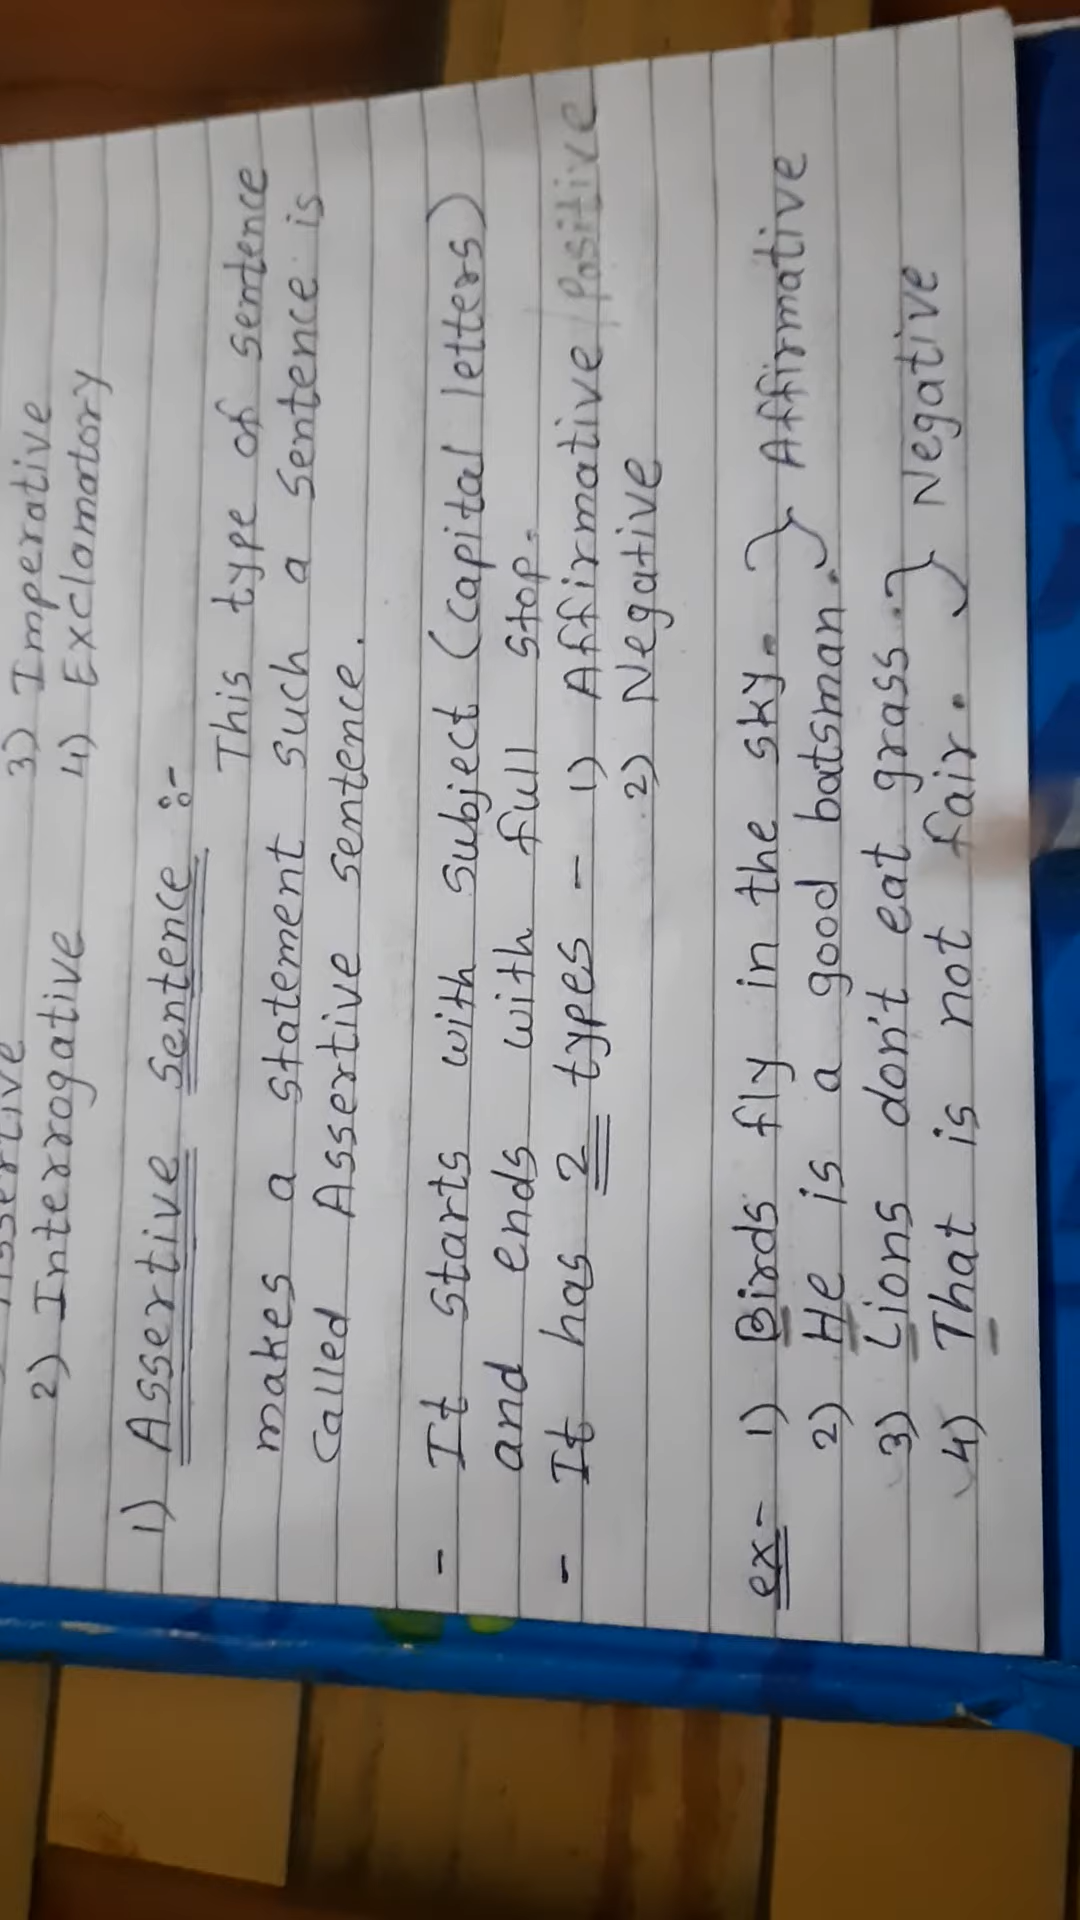 3) Imperative
2) Interrogative 4) Exclamatory
1) Assertive sentence :-
This type of sentence
makes a statement such a sentence is
called Assertive sentence.
- It starts with subject (capital letters)
and ends with full stop.
- It has 2 types - 1) Affirmative/Positive
2) Negative
ex- 1) Birds fly in the sky. } Affirmative
2) He is a good batsman.
3) Lions don't eat grass. } Negative
4) That is not fair.